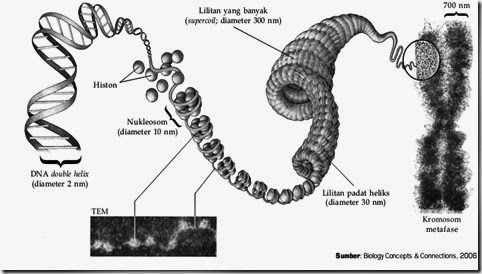 Lilitan yang banyak
(supercoil; diameter 300 nm)
700 nm
Histon
Nukleosom
(diameter 10 nm)
DNA double helix
(diameter 2 nm)
TEM
Lilitan padat heliks
(diameter 30 nm)
Kromosom
metafase
Sumber: Biology Concepts & Connections, 2006